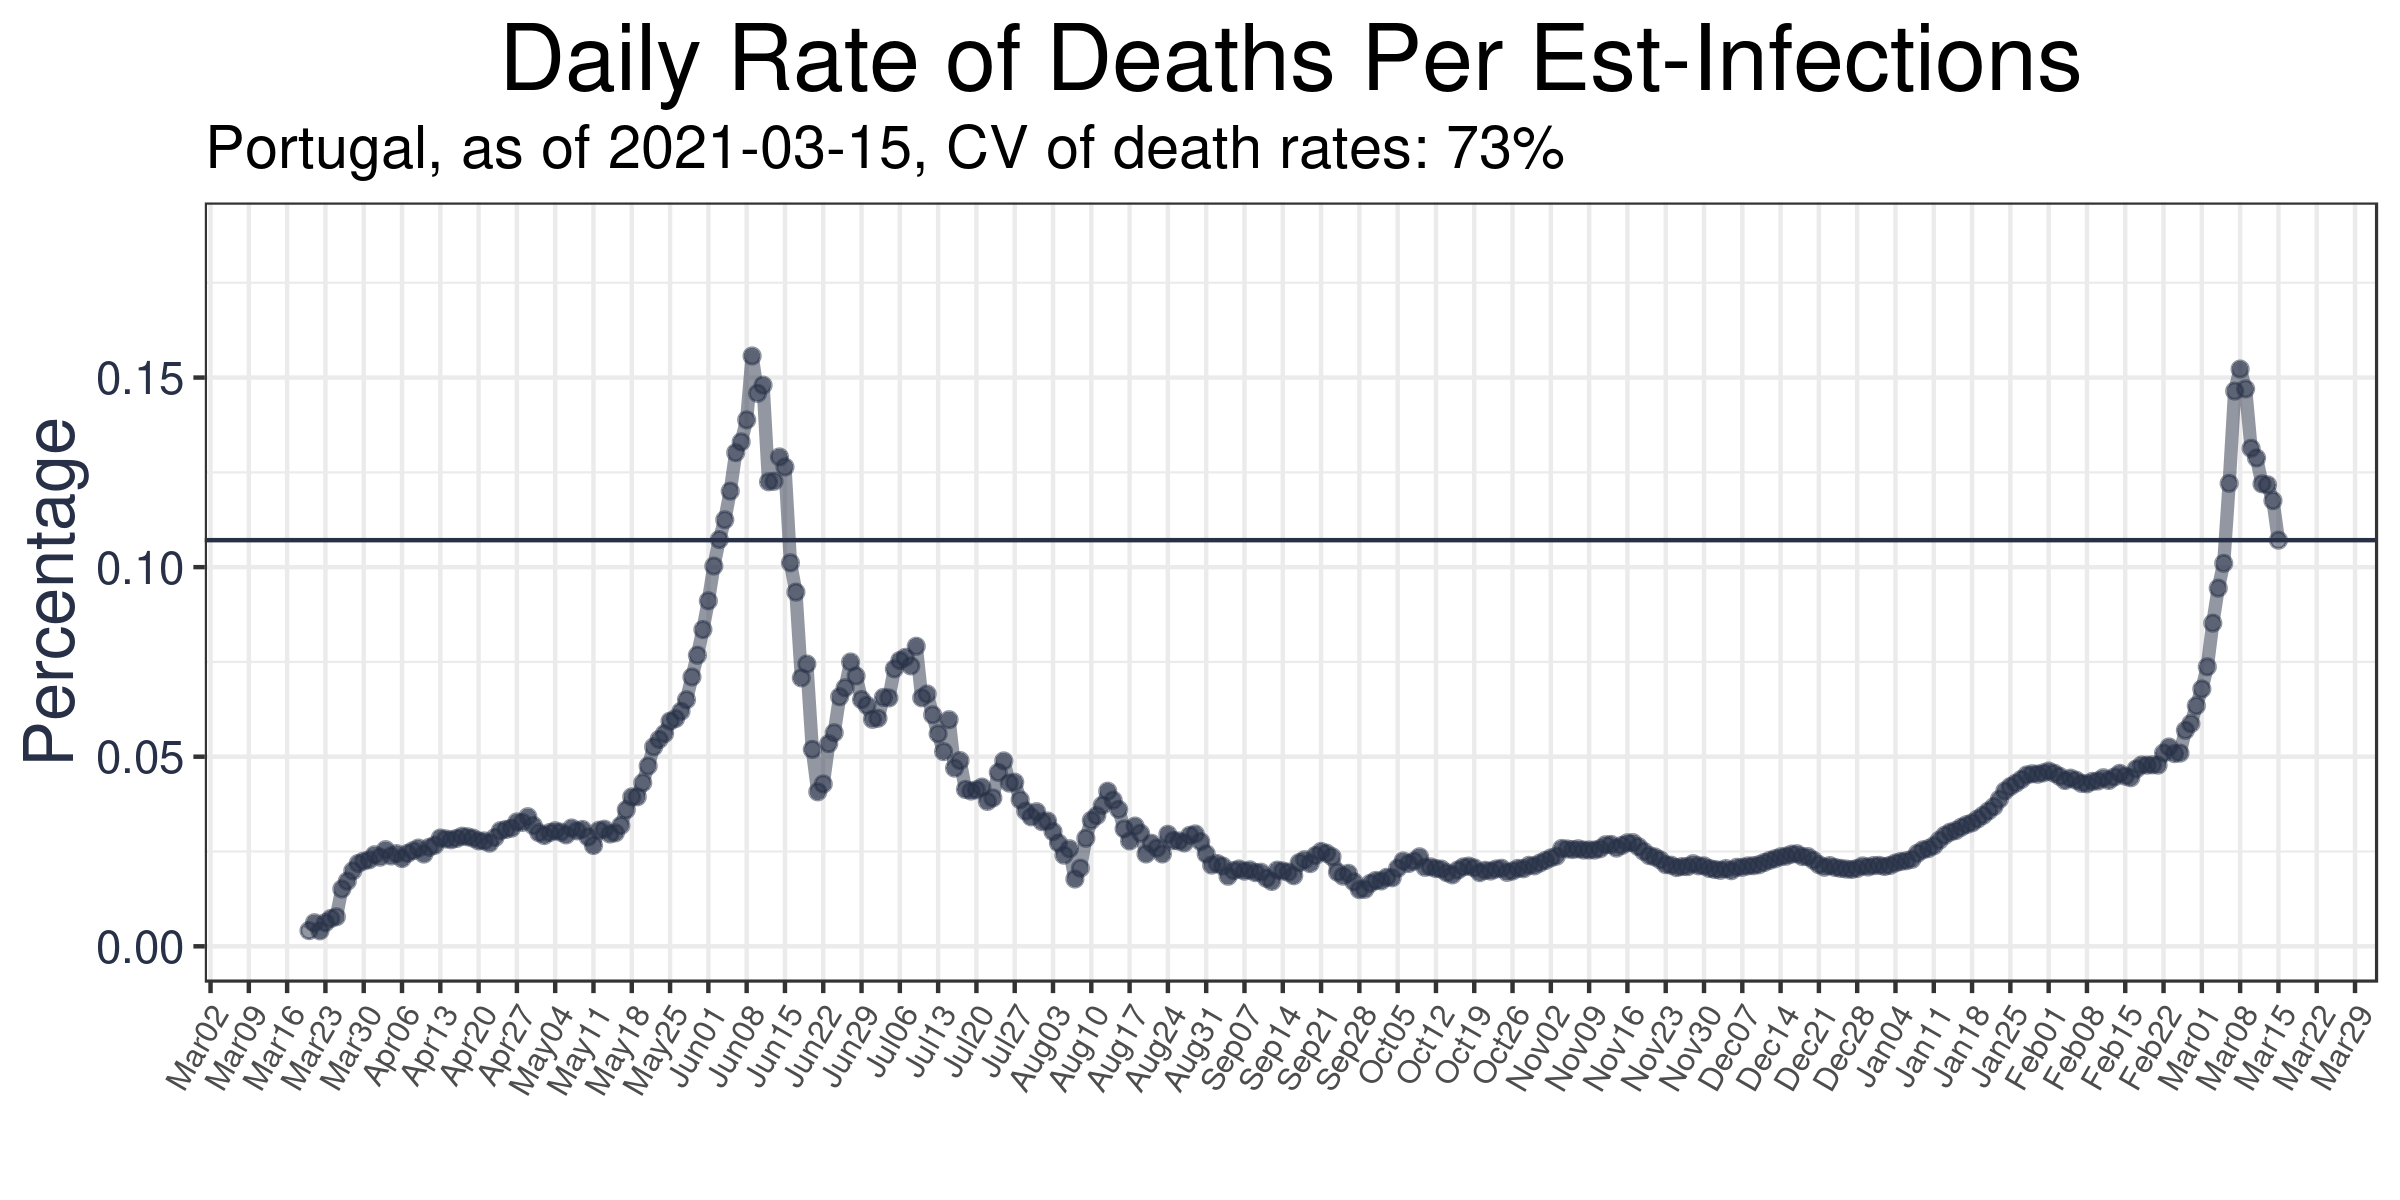 Daily Rate of Deaths Per Est-Infections
Portugal, as of 2021-03-15, CV of death rates: 73%
Percentage
0.15
0.10
0.05
0.00
Mar02
Mar09
Mar16
Mar23
Mar30
Apr06
Apr13
Apr20
Apr27
May04
May11
May18
May25
Jun01
Jun08
Jun15
Jun22
Jun29
Jul06
Jul13
Jul20
Jul27
Aug03
Aug10
Aug17
Aug24
Aug31
Sep07
Sep14
Sep21
Sep28
Oct05
Oct12
Oct19
Oct26
Nov02
Nov09
Nov16
Nov23
Nov30
Dec07
Dec14
Dec21
Dec28
Jan04
Jan11
Jan18
Jan25
Feb01
Feb08
Feb15
Feb22
Mar01
Mar08
Mar15
Mar22
Mar29